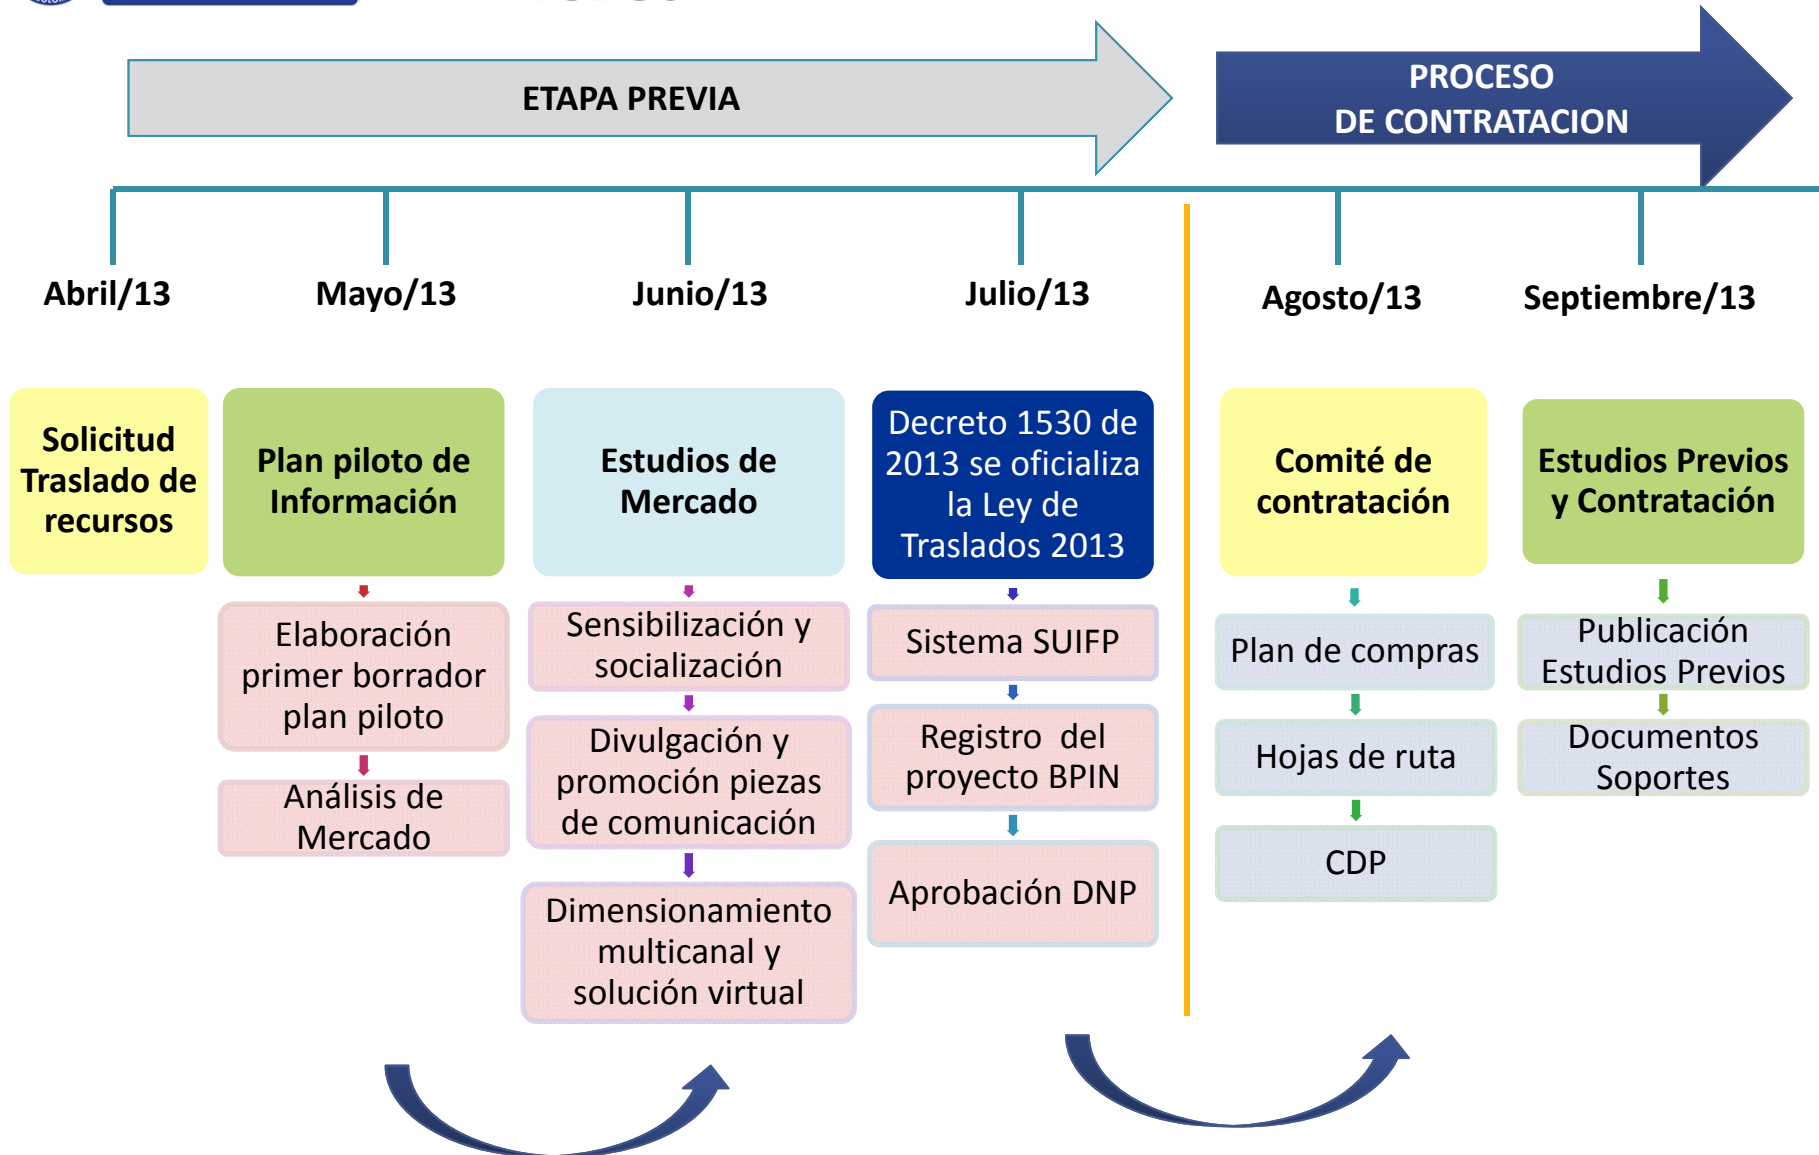 ETAPA PREVIA
PROCESO
DE CONTRATACION
Abril/13
Mayo/13
Junio/13
Julio/13
Agosto/13
Septiembre/13
Solicitud
Traslado de
recursos
Plan piloto de
Información
Elaboración
primer borrador
plan piloto
Análisis de
Mercado
Estudios de
Mercado
Sensibilización y
socialización
Divulgación y
promoción piezas
de comunicación
Dimensionamiento
multicanal y
solución virtual
Decreto 1530 de
2013 se oficializa
la Ley de
Traslados 2013
Sistema SUIFP
Registro del
proyecto BPIN
Aprobación DNP
Comité de
contratación
Plan de compras
Hojas de ruta
CDP
Estudios Previos
y Contratación
Publicación
Estudios Previos
Documentos
Soportes